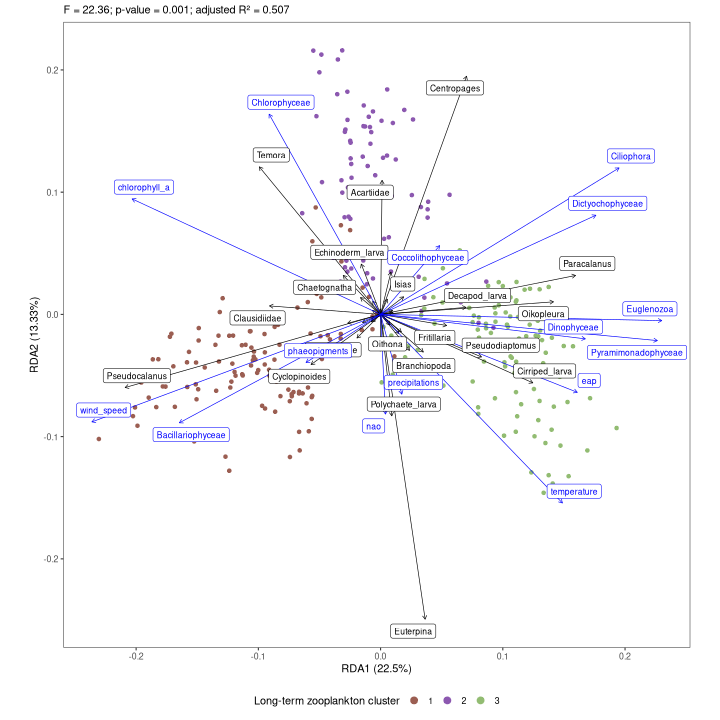 F = 22.36; p-value = 0.001; adjusted R² = 0.507
Centropages
Chlorophyceae
Temora
Ciliophora
chlorophyll_a
Acartiidae
Dictyochophyceae
Echinoderm_larva
Coccolithophyceae
Paracalanus
Chaetognatha
Isias
Decapod_larva
Clausidiidae
Oikopleura
Euglenozoa
Dinophyceae
Fritillaria
phaeopigments
e
Oithona
Pseudodiaptomus
Pyramimonadophyceae
Pseudocalanus
Cyclopinoides
Branchiopoda
Cirriped_larva
precipitations
eap
wind_speed
Polychaete_larva
Bacillariophyceae
nao
temperature
Euterpina
0.2
0.1
0.0
-0.1
-0.2
RDA2 (13.33%)
-0.2 -0.1 0.0 0.1 0.2
RDA1 (22.5%)
Long-term zooplankton cluster 1 2 3